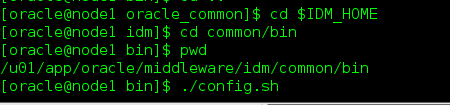 [oracle@node1 oracle_common]$ cd $IDM_HOME
[oracle@node1 idm]$ cd common/bin
[oracle@node1 bin]$ pwd
/u01/app/oracle/middleware/idm/common/bin
[oracle@node1 bin]$ ./config.sh